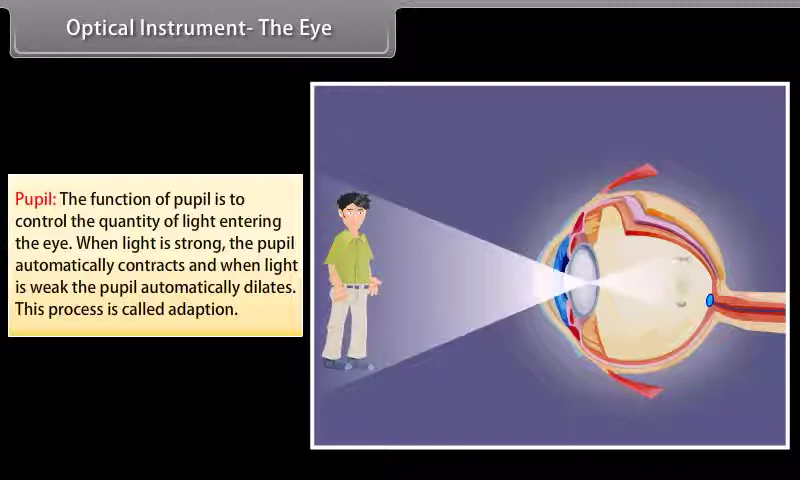 Optical Instrument- The Eye
Pupil: The function of pupil is to
control the quantity of light entering
the eye. When light is strong, the pupil
automatically contracts and when light
is weak the pupil automatically dilates.
This process is called adaption.